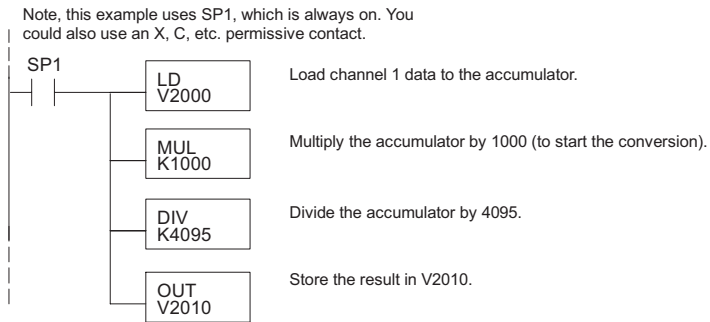 Note, this example uses SP1, which is always on. You
could also use an X, C, etc. permissive contact.
SP1
LD
V2000
Load channel 1 data to the accumulator.
MUL
K1000
Multiply the accumulator by 1000 (to start the conversion).
DIV
K4095
Divide the accumulator by 4095.
OUT
V2010
Store the result in V2010.